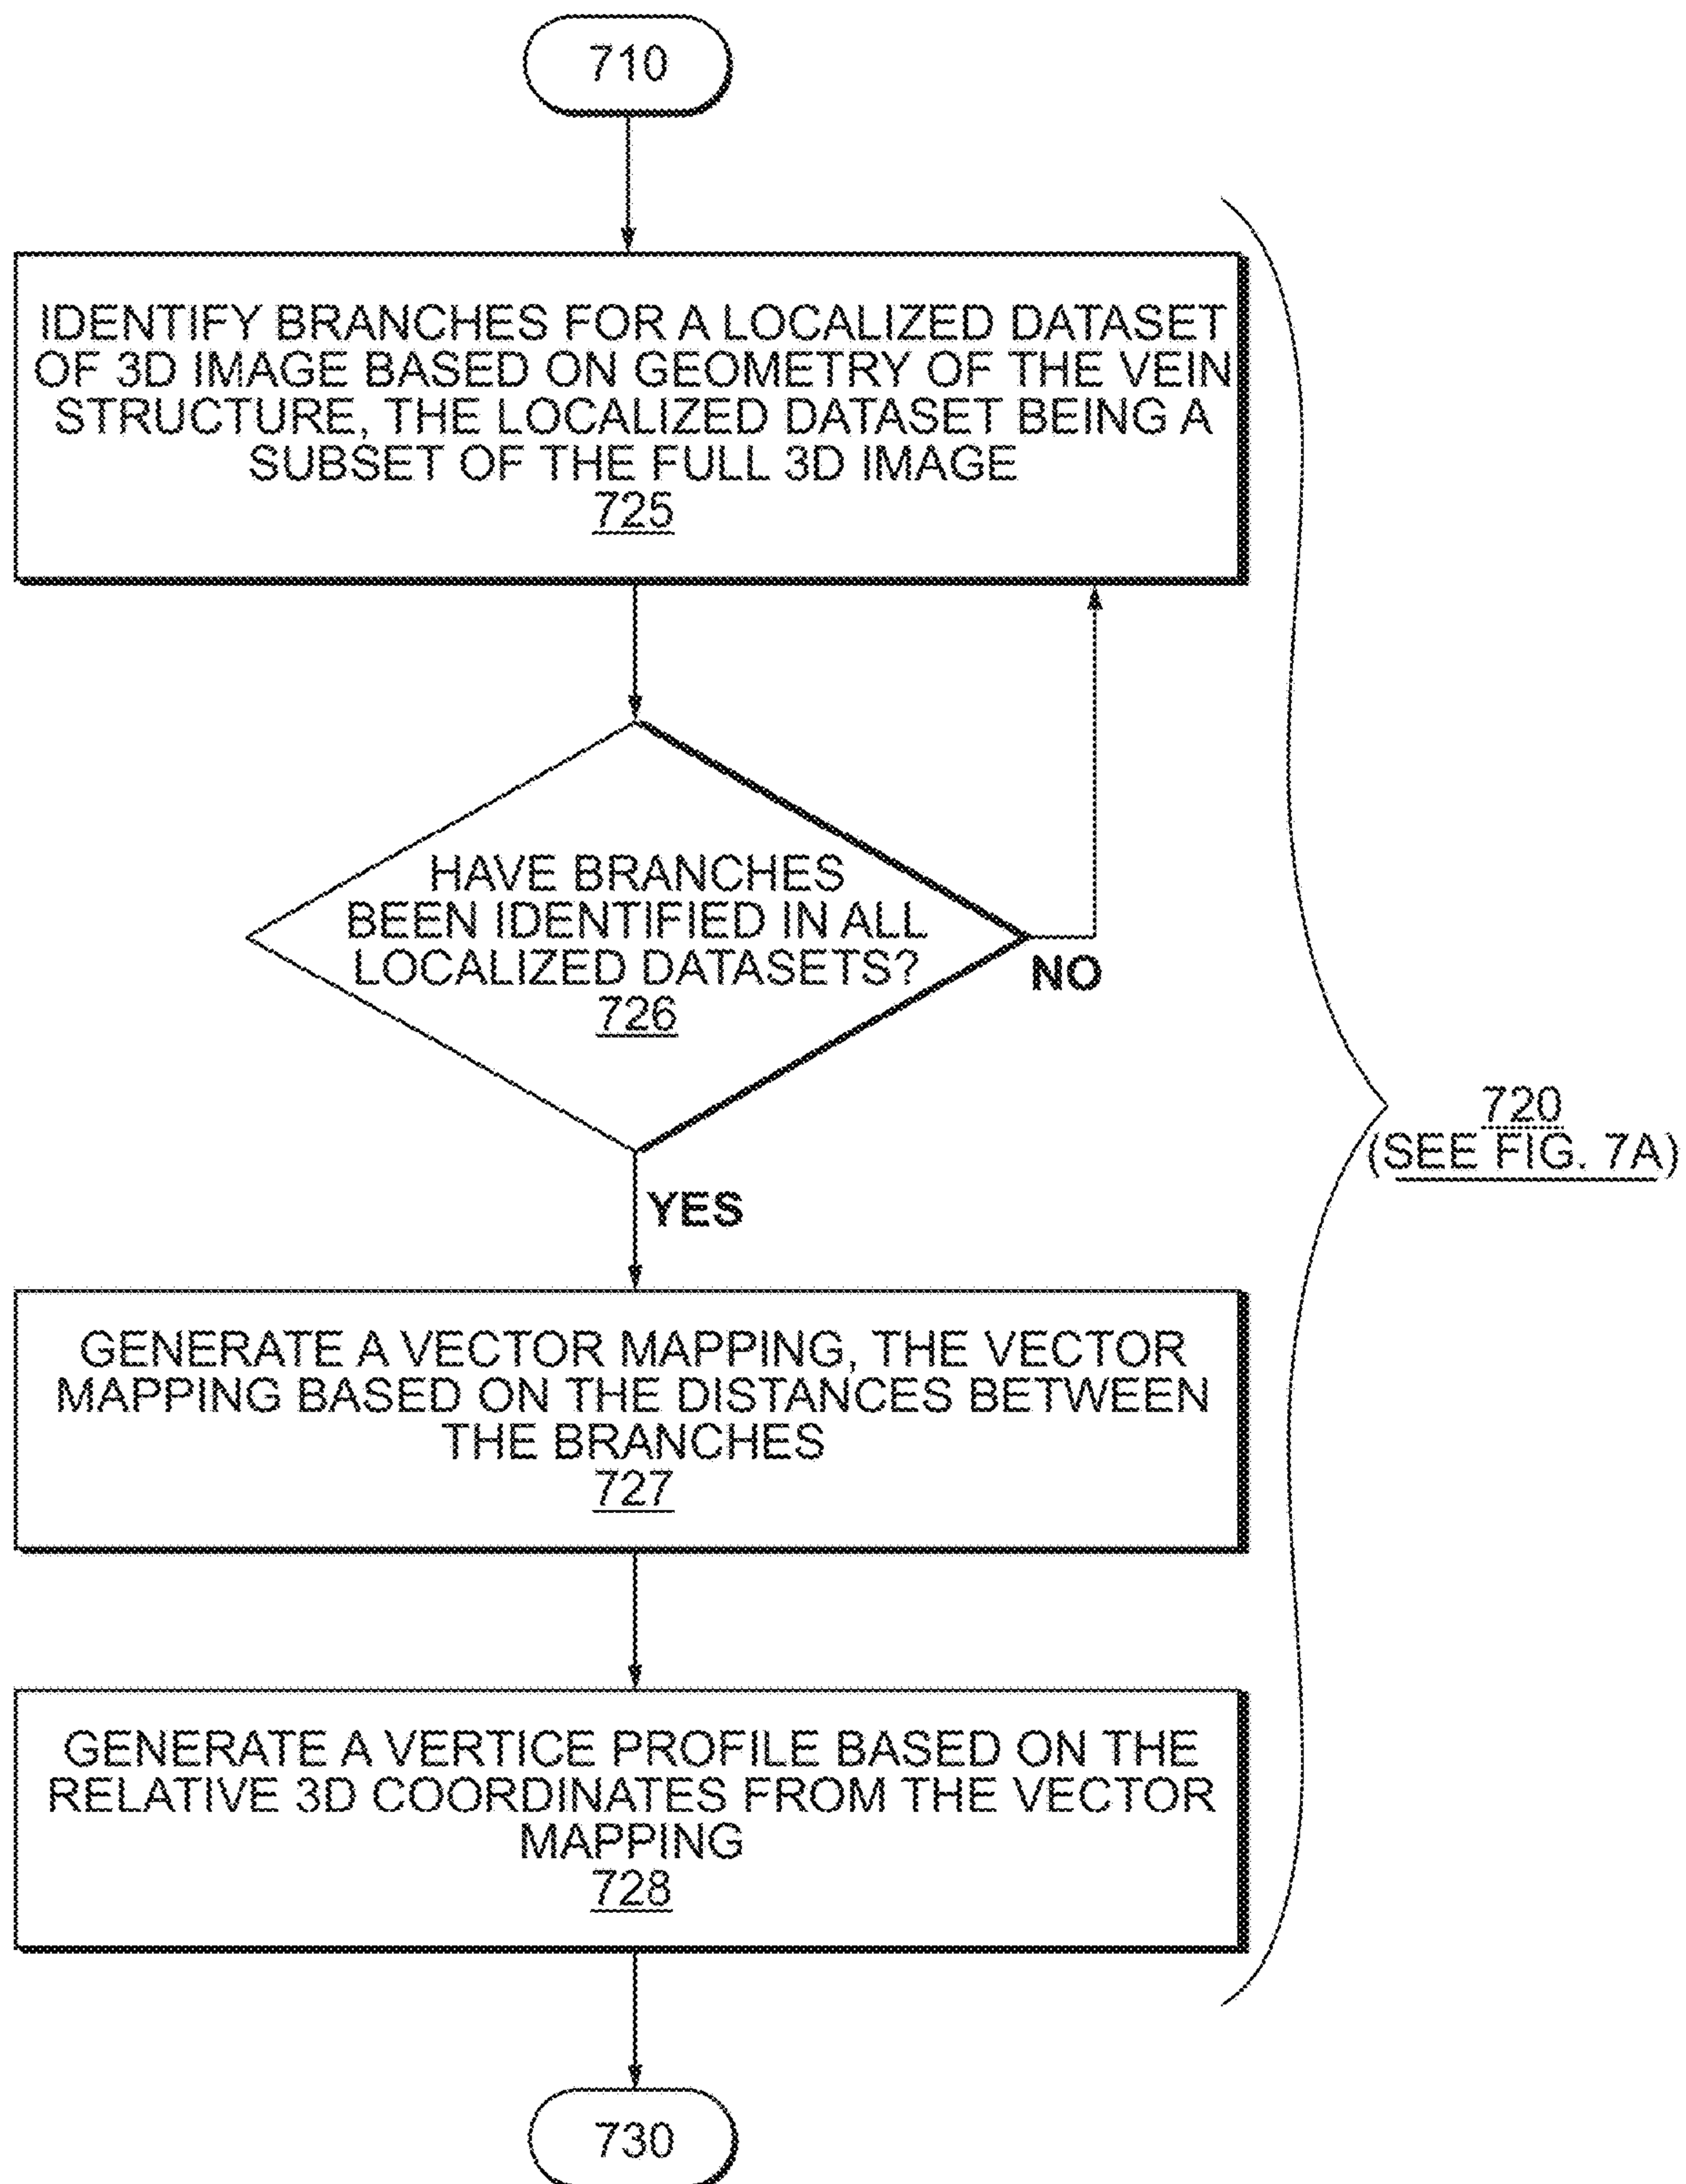 710
IDENTIFY BRANCHES FOR A LOCALIZED DATASET
OF 3D IMAGE BASED ON GEOMETRY OF THE VEIN
STRUCTURE, THE LOCALIZED DATASET BEING A
SUBSET OF THE FULL 3D IMAGE
725
HAVE BRANCHES
BEEN IDENTIFIED IN ALL
LOCALIZED DATASETS?
726
NO
720
(SEE FIG. 7A)
YES
GENERATE A VECTOR MAPPING, THE VECTOR
MAPPING BASED ON THE DISTANCES BETWEEN
THE BRANCHES
727
GENERATE A VERTICE PROFILE BASED ON THE
RELATIVE 3D COORDINATES FROM THE VECTOR
MAPPING
728
730